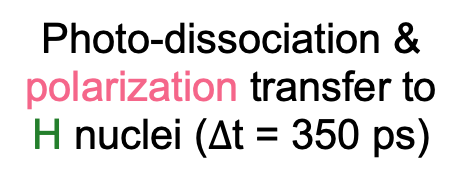 Photo-dissociation &
polarization transfer to
H nuclei (Δt = 350 ps)